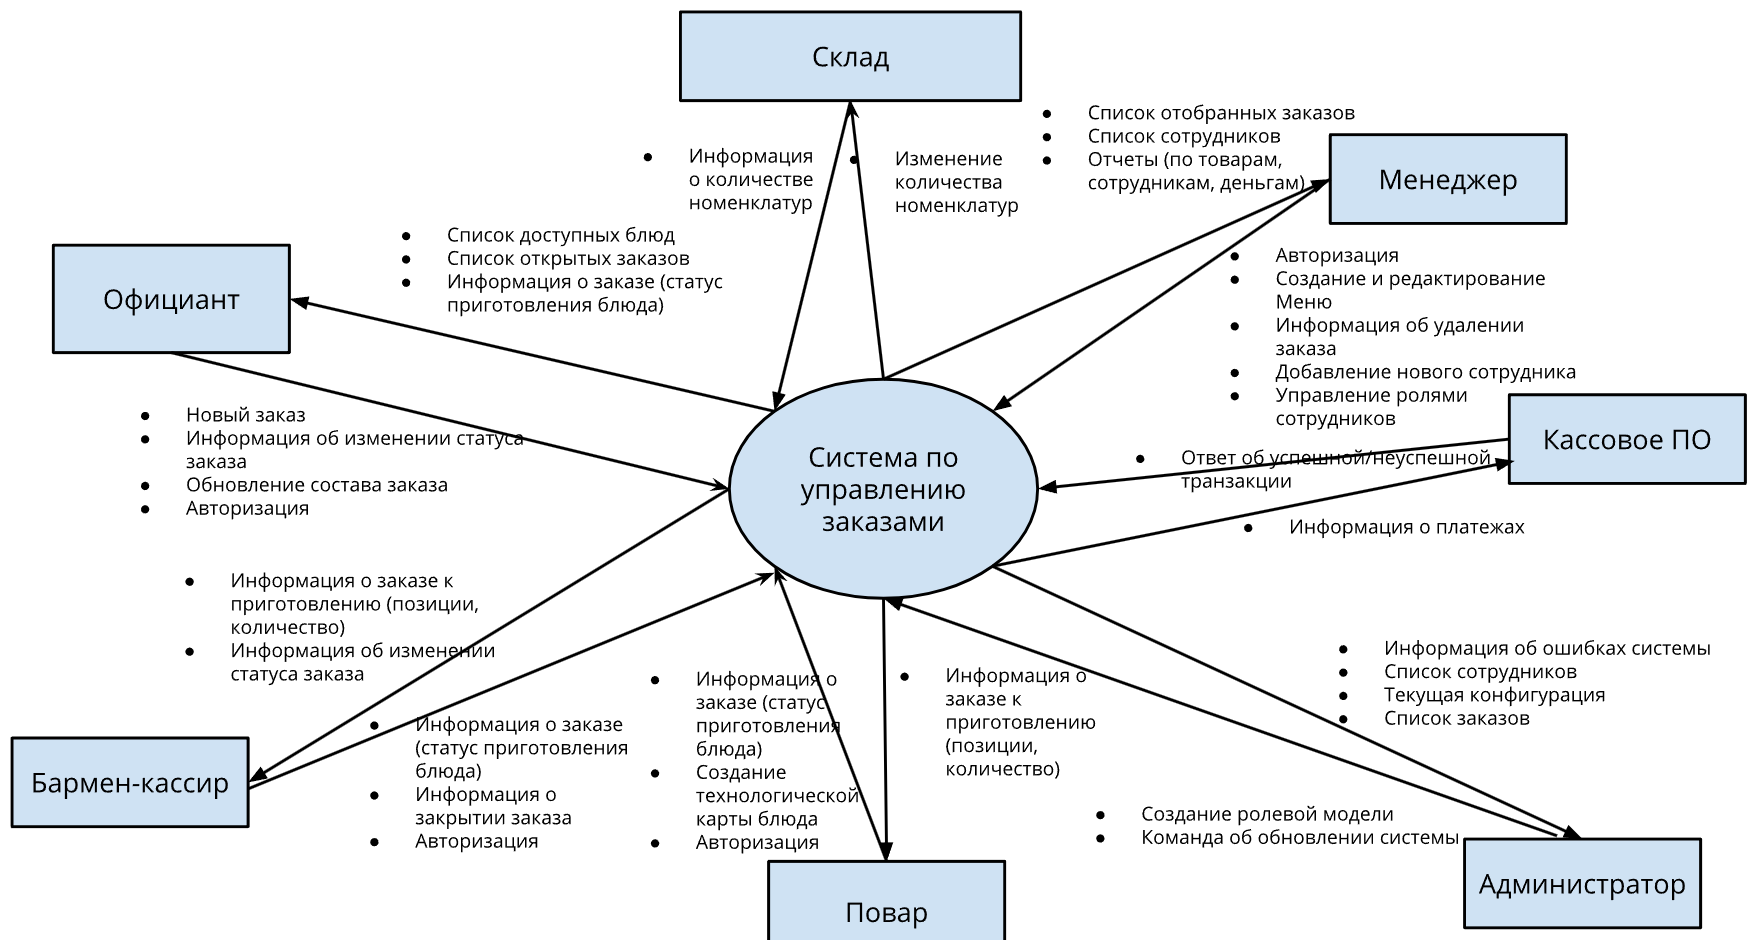 Склад
• Список отобранных заказов
• Список сотрудников
• Отчеты (по товарам,
сотрудникам, деньгам)
Менеджер
• Информация
о количестве
номенклатур
• Изменение
количества
номенклатур
• Список доступных блюд
• Список открытых заказов
• Информация о заказе (статус
приготовления блюда)
Официант
• Авторизация
• Создание и редактирование
Меню
• Информация об удалении
заказа
• Добавление нового сотрудника
• Управление ролями
сотрудников
Кассовое ПО
• Новый заказ
• Информация об изменении статуса
заказа
• Обновление состава заказа
• Авторизация
Система по
управлению
заказами
• Ответ об успешной/неуспешной
транзакции
• Информация о платежах
• Информация о заказе к
приготовлению (позиции,
количество)
• Информация об изменении
статуса заказа
Бармен-кассир
• Информация о заказе
(статус приготовления
блюда)
• Информация о
закрытии заказа
• Авторизация
• Информация о
заказе (статус
приготовления
блюда)
• Создание
технологической
карты блюда
• Авторизация
• Информация о
заказе к
приготовлению
(позиции,
количество)
• Информация об ошибках системы
• Список сотрудников
• Текущая конфигурация
• Список заказов
• Создание ролевой модели
• Команда об обновлении системы
Администратор
Повар